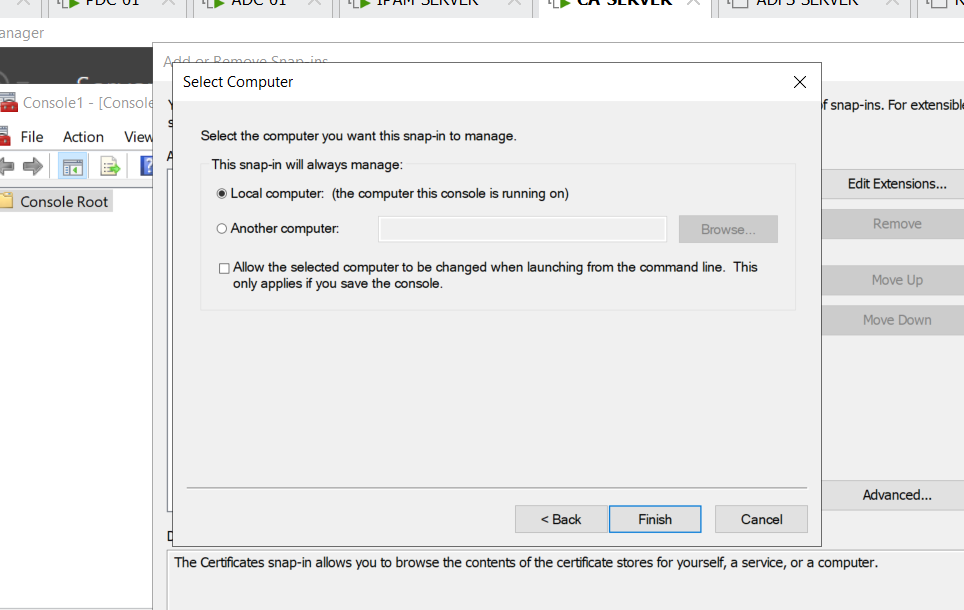 PDC-01
ADC-01
IPAM SERVER
CA-SERVER
ADFS SERVER
anager
Add or Remove Snap-ins
Select Computer
Console1 - [Console
of snap-ins. For extensible
File Action View
Select the computer you want this snap-in to manage.
This snap-in will always manage:
Local computer: (the computer this console is running on)
Edit Extensions...
Console Root
Another computer:
Browse...
Remove
Allow the selected computer to be changed when launching from the command line. This
only applies if you save the console.
Move Up
Move Down
Advanced...
< Back
Finish
Cancel
The Certificates snap-in allows you to browse the contents of the certificate stores for yourself, a service, or a computer.